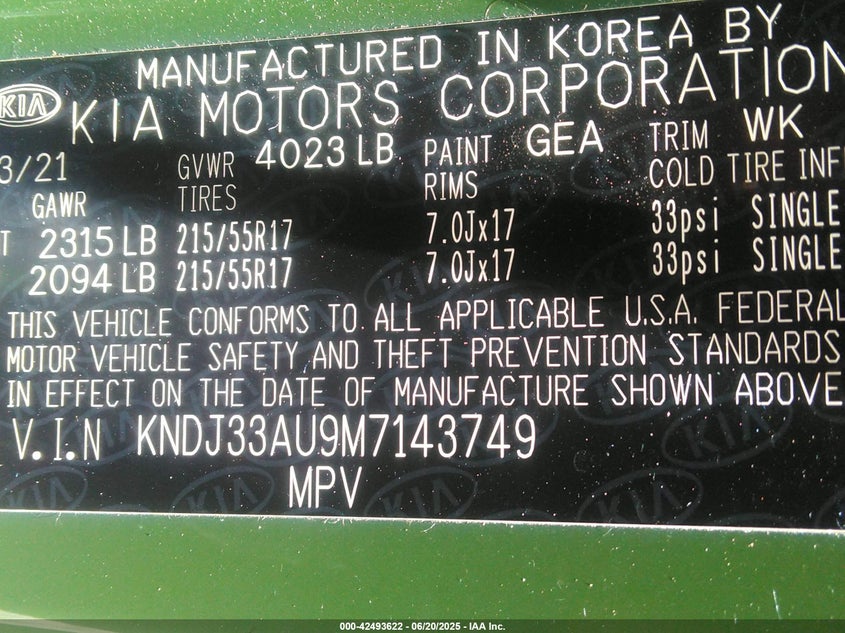 MANUFACTURED IN KOREA BY
KIA KIA MOTORS CORPORATION
3/21 GVWR 4023 LB PAINT GEA TRIM WK
GAWR TIRES RIMS COLD TIRE INF
T 2315 LB 215/55R17 7.0Jx17 33psi SINGLE
2094 LB 215/55R17 7.0Jx17 33psi SINGLE
THIS VEHICLE CONFORMS TO ALL APPLICABLE U.S.A. FEDERAL
MOTOR VEHICLE SAFETY AND THEFT PREVENTION STANDARDS
IN EFFECT ON THE DATE OF MANUFACTURE SHOWN ABOVE
V.I.N KNDJ33AU9M7143749
MPV
000-42493622 - 06/20/2025 - IAA Inc.